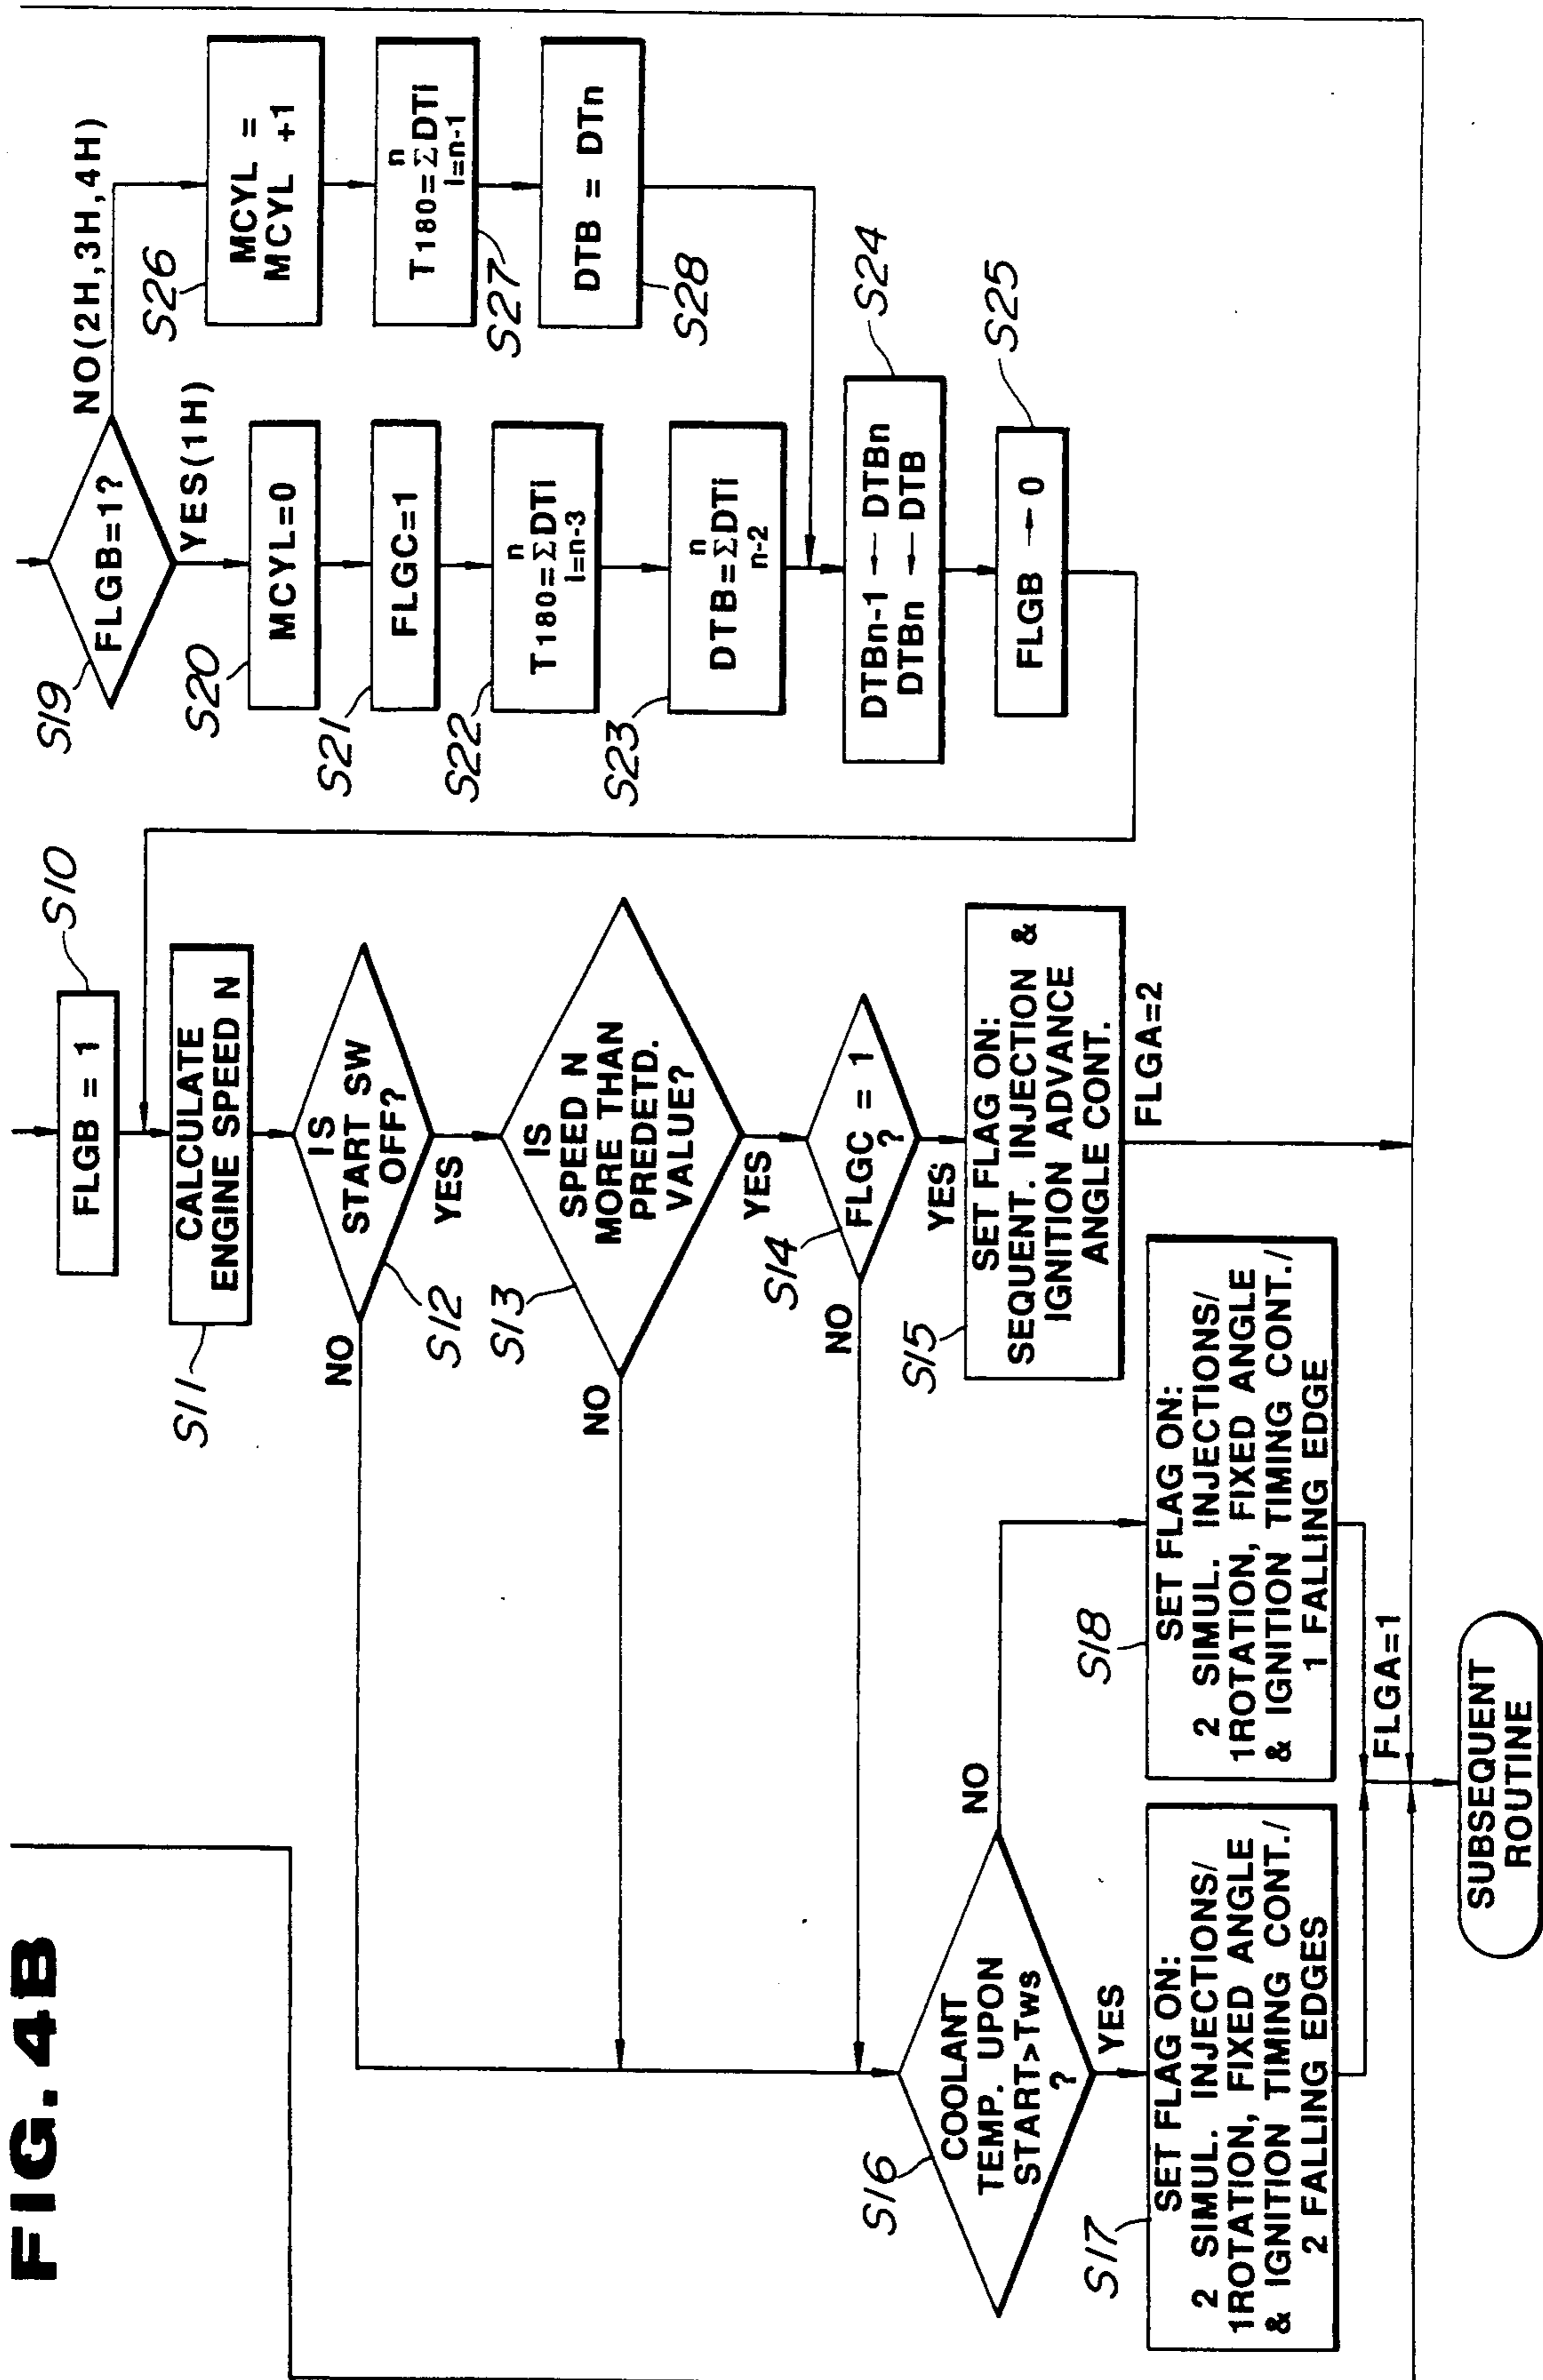 FIG. 4B
FLGB = 1
S10
CALCULATE
ENGINE SPEED N
S11
IS
START SW
OFF?
S12
NO
YES
IS
SPEED N
MORE THAN
PREDETD.
VALUE?
S13
NO
YES
FLGC = 1
?
S14
NO
YES
SET FLAG ON:
SEQUENT. INJECTION &
IGNITION ADVANCE
ANGLE CONT.
S15
FLGA=2
COOLANT
TEMP. UPON
START>Tws
?
S16
NO
YES
SET FLAG ON:
2 SIMUL. INJECTIONS/
1ROTATION, FIXED ANGLE
& IGNITION TIMING CONT./
2 FALLING EDGES
S17
SET FLAG ON:
2 SIMUL. INJECTIONS/
1ROTATION, FIXED ANGLE
& IGNITION TIMING CONT./
1 FALLING EDGE
S18
FLGA=1
SUBSEQUENT
ROUTINE
FLGB=1?
S19
NO(2H,3H,4H)
YES(1H)
MCYL=0
S20
FLGC=1
S21
n
T180=ΣDTi
i=n-3
S22
n
DTB=ΣDTi
n-2
S23
DTBn-1 ← DTBn
DTBn ← DTB
S24
FLGB → 0
S25
MCYL =
MCYL +1
S26
n
T180=ΣDTi
i=n-1
S27
DTB = DTn
S28